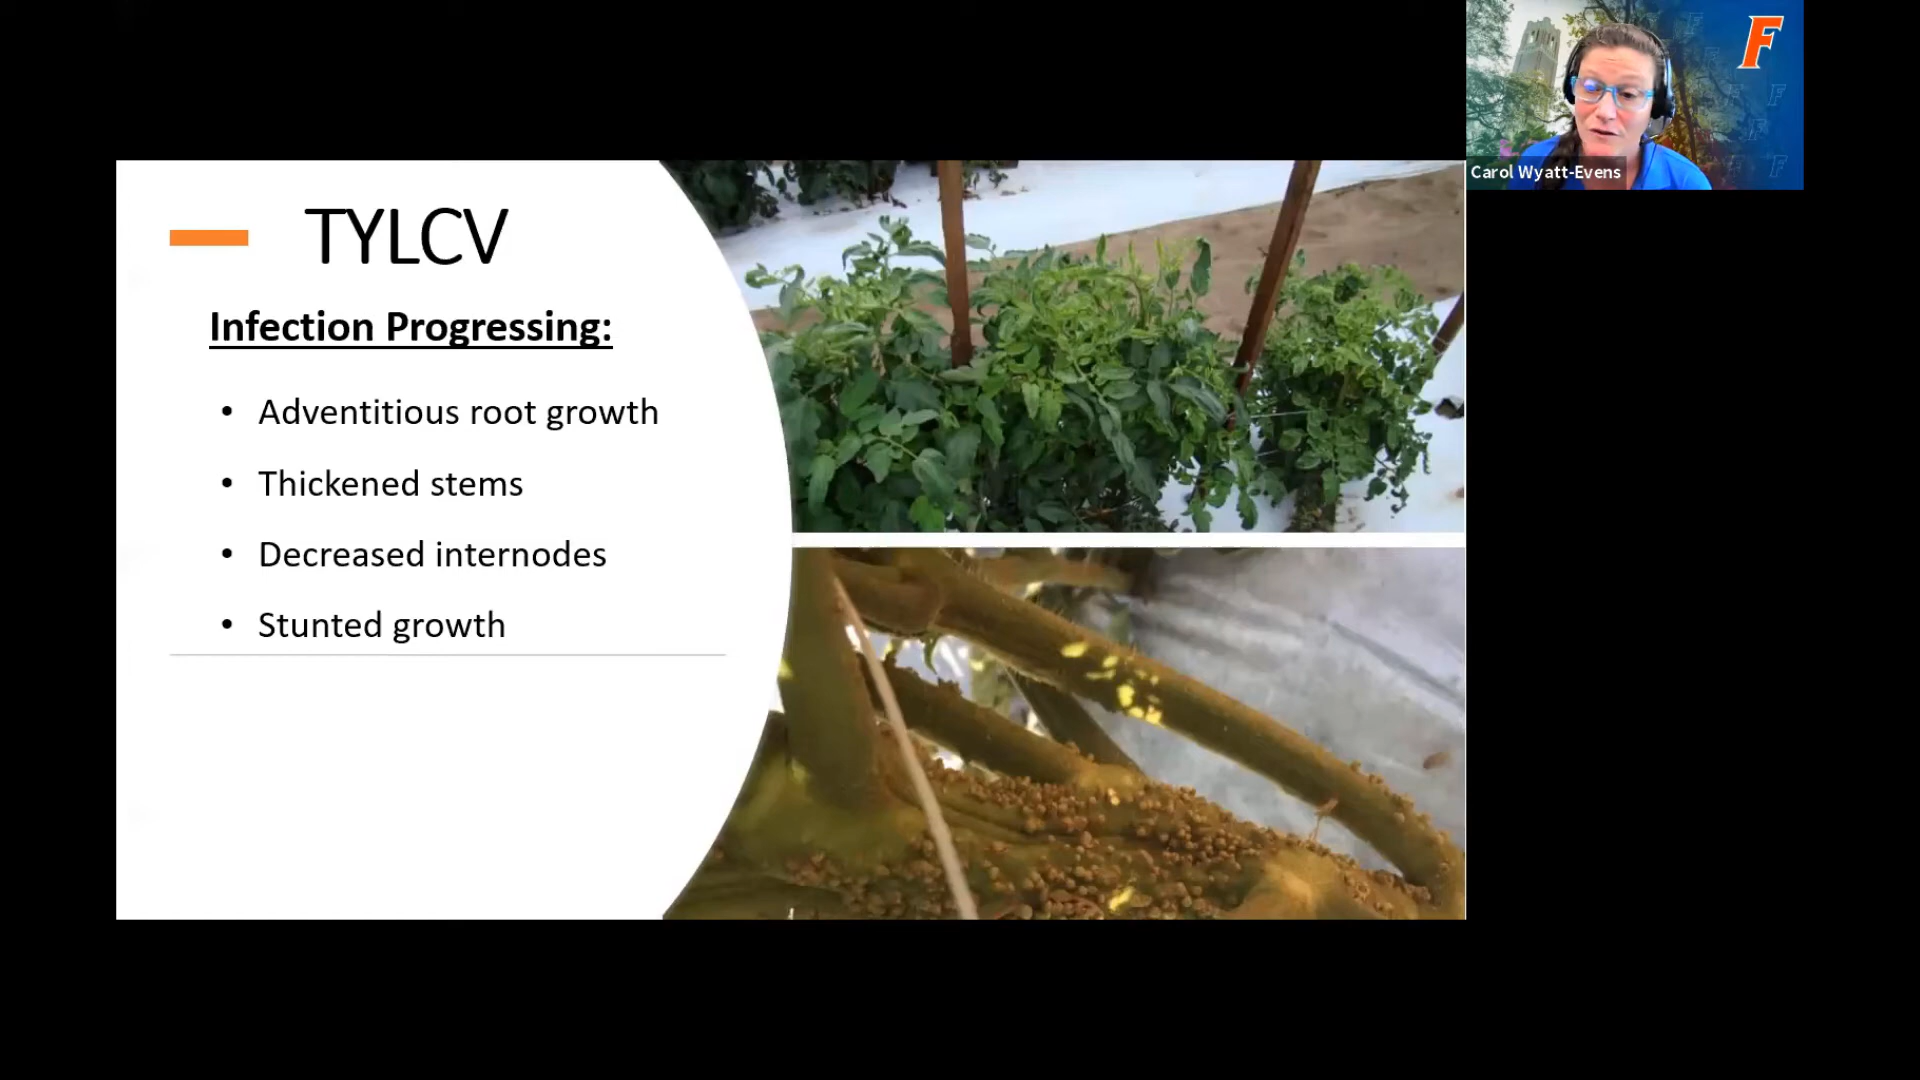 F
Carol Wyatt-Evens
TYLCV
Infection Progressing:
• Adventitious root growth
• Thickened stems
• Decreased internodes
• Stunted growth